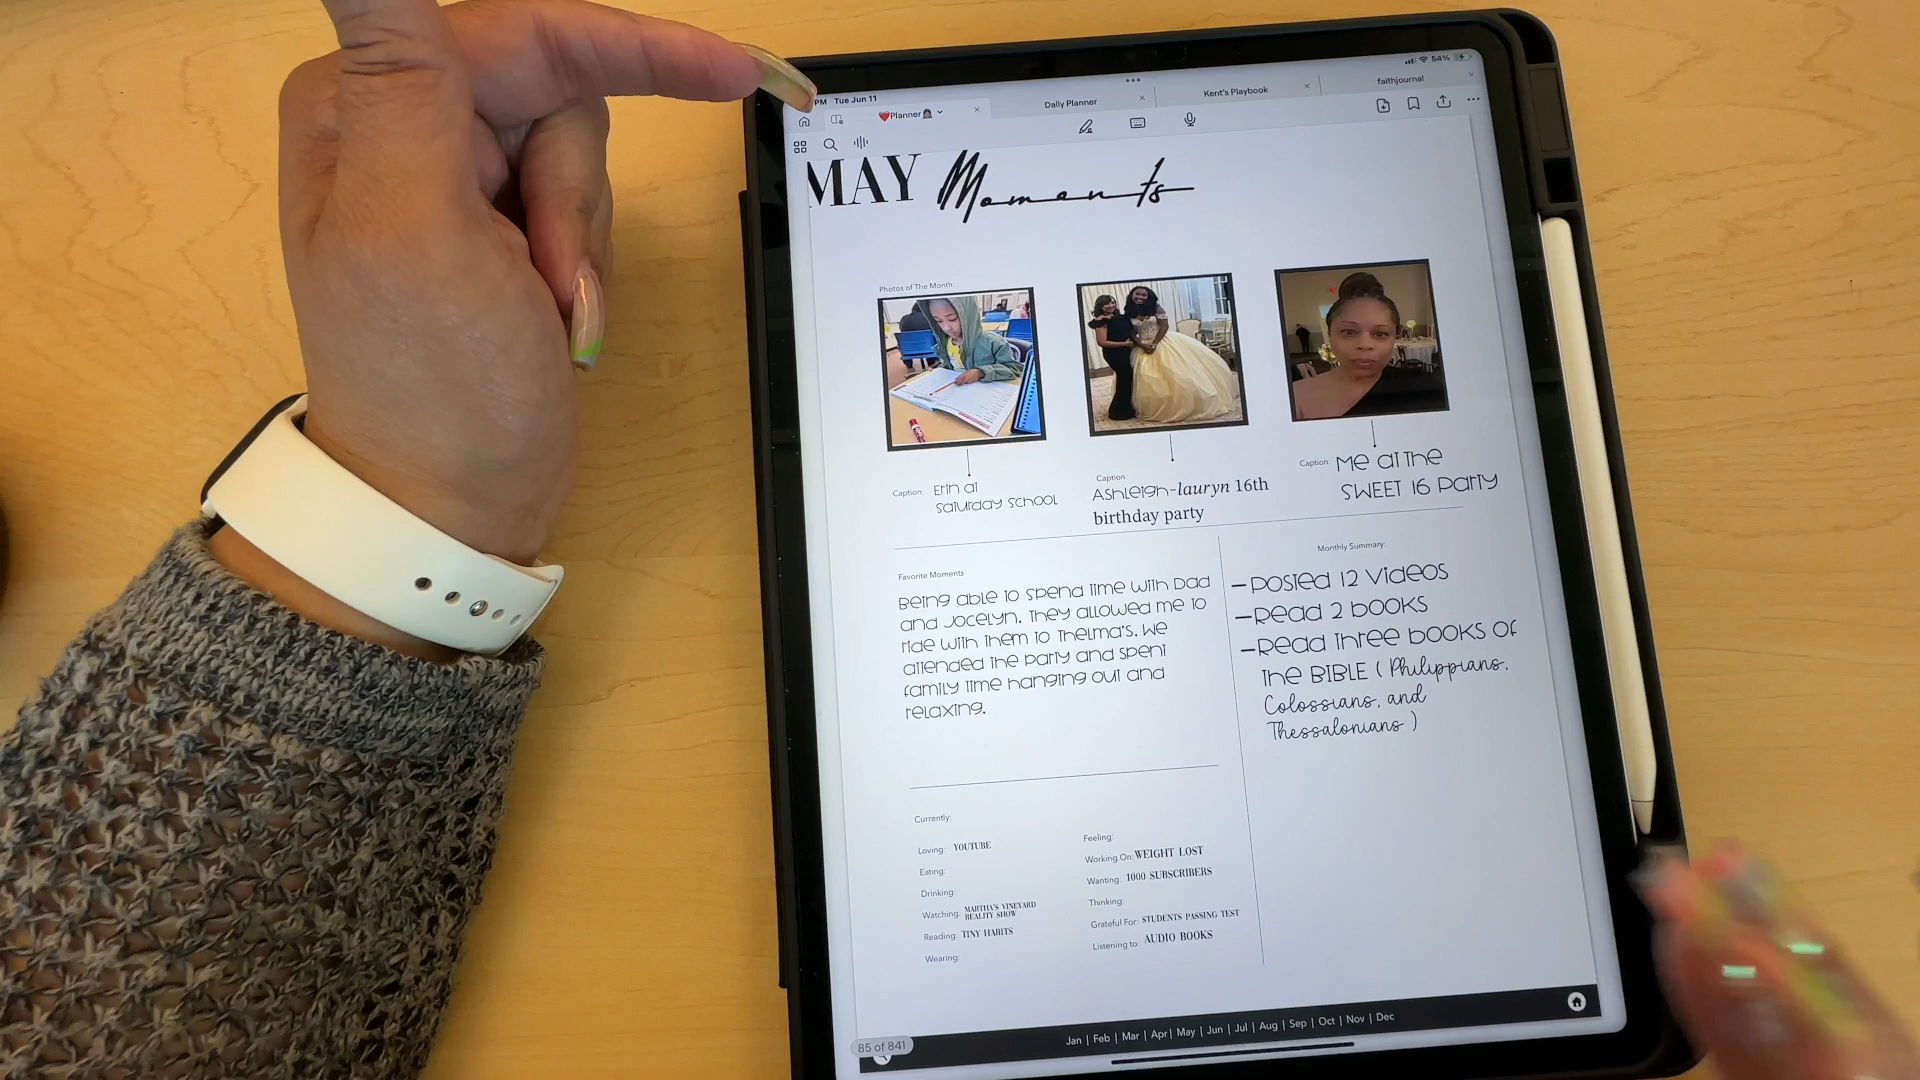 PM Tue Jun 11
54%
Planner
Daily Planner
Kent's Playbook
faithjournal
MAY Moments
Photos of The Month
Caption: Erin at
Saturday School
Caption:
Ashleigh-lauryn 16th
birthday party
Caption: Me at the
SWEET 16 Party
Favorite Moments
Being able to spend time with Dad
and Jocelyn. They allowed me to
ride with them to Thelma's. We
attended the party and spent
family time hanging out and
relaxing.
Monthly Summary:
-Posted 12 Videos
-Read 2 books
-Read three books of
the BIBLE ( Philippians,
Colossians, and
Thessalonians )
Currently:
Loving: YOUTUBE
Eating:
Drinking:
Watching: MARTHA'S VINEYARD
REALITY SHOW
Reading: TINY HABITS
Wearing:
Feeling:
Working On: WEIGHT LOST
Wanting: 1000 SUBSCRIBERS
Thinking:
Grateful For: STUDENTS PASSING TEST
Listening to: AUDIO BOOKS
Jan | Feb | Mar | Apr | May | Jun | Jul | Aug | Sep | Oct | Nov | Dec
85 of 841